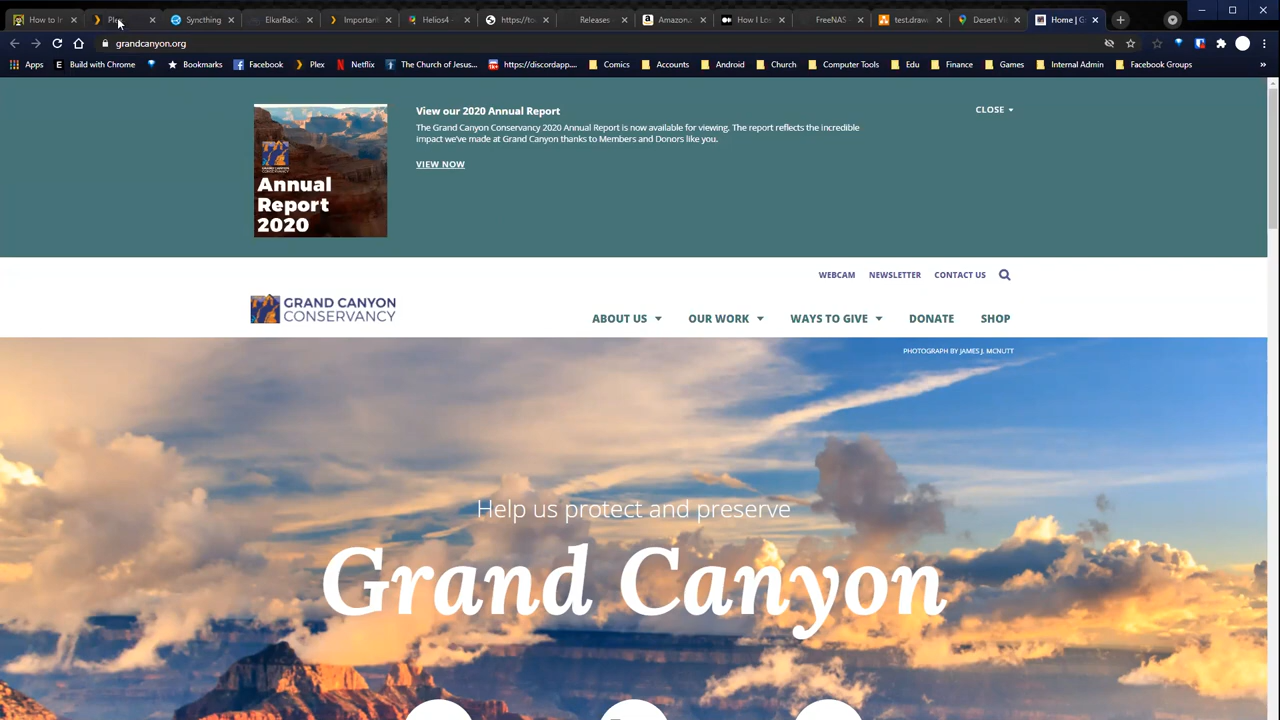 How to In
Ple
Syncthing
ElkarBack
Importan
Helios4
https://to
Releases
Amazon.
How I Lo
FreeNAS
test.draw
Desert Vi
Home | G
grandcanyon.org
Apps
Build with Chrome
Bookmarks
Facebook
Plex
Netflix
The Church of Jesus...
https://discordapp....
Comics
Accounts
Android
Church
Computer Tools
Edu
Finance
Games
Internal Admin
Facebook Groups
»
GRAND CANYON
CONSERVANCY
Annual
Report
2020
View our 2020 Annual Report
The Grand Canyon Conservancy 2020 Annual Report is now available for viewing. The report reflects the incredible
impact we've made at Grand Canyon thanks to Members and Donors like you.
VIEW NOW
CLOSE
WEBCAM
NEWSLETTER
CONTACT US
GRAND CANYON
CONSERVANCY
ABOUT US
OUR WORK
WAYS TO GIVE
DONATE
SHOP
PHOTOGRAPH BY JAMES J. MCNUTT
Help us protect and preserve
Grand Canyon